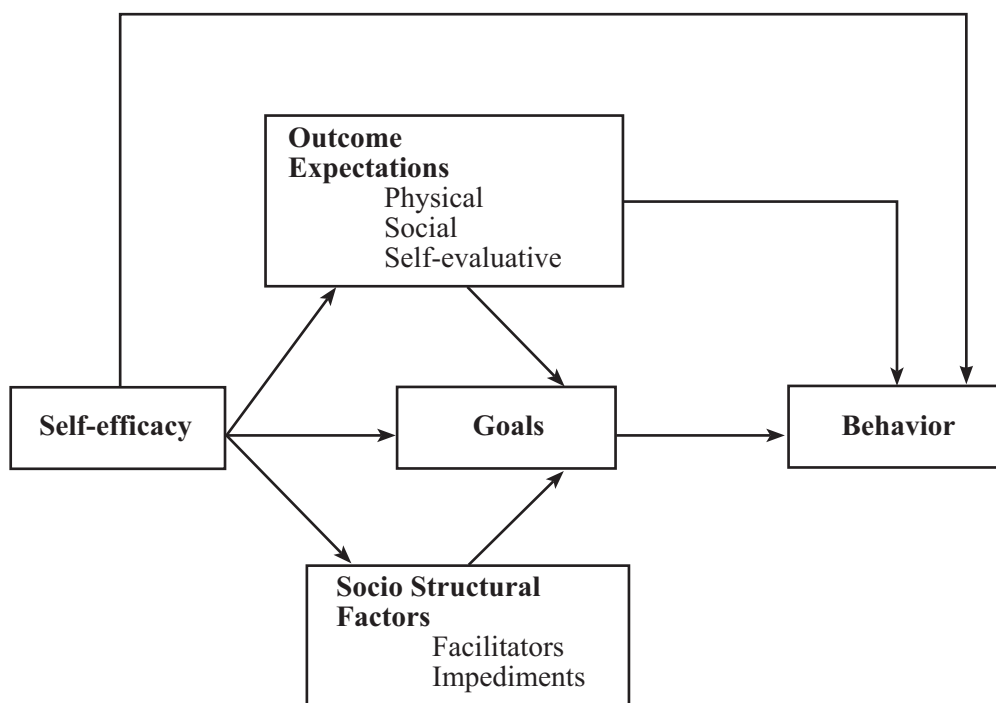 Outcome
Expectations
Physical
Social
Self-evaluative
Self-efficacy
Goals
Behavior
Socio Structural
Factors
Facilitators
Impediments